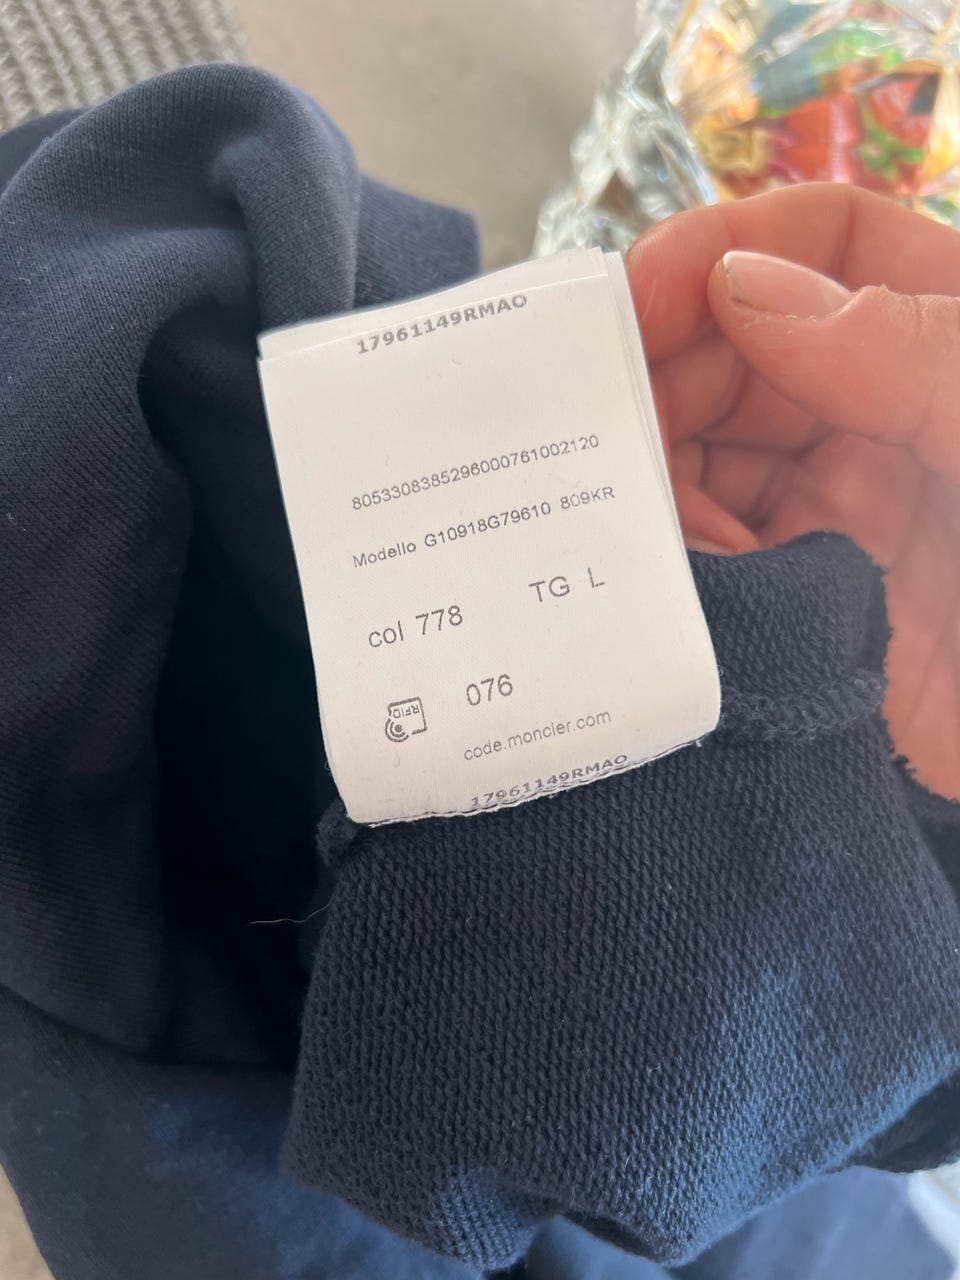 17961149RMAO
8053308385296000761002120
Modello G10918G79610 809KR
col 778 TG L
RFID 076
code.moncler.com
17961149RMAO